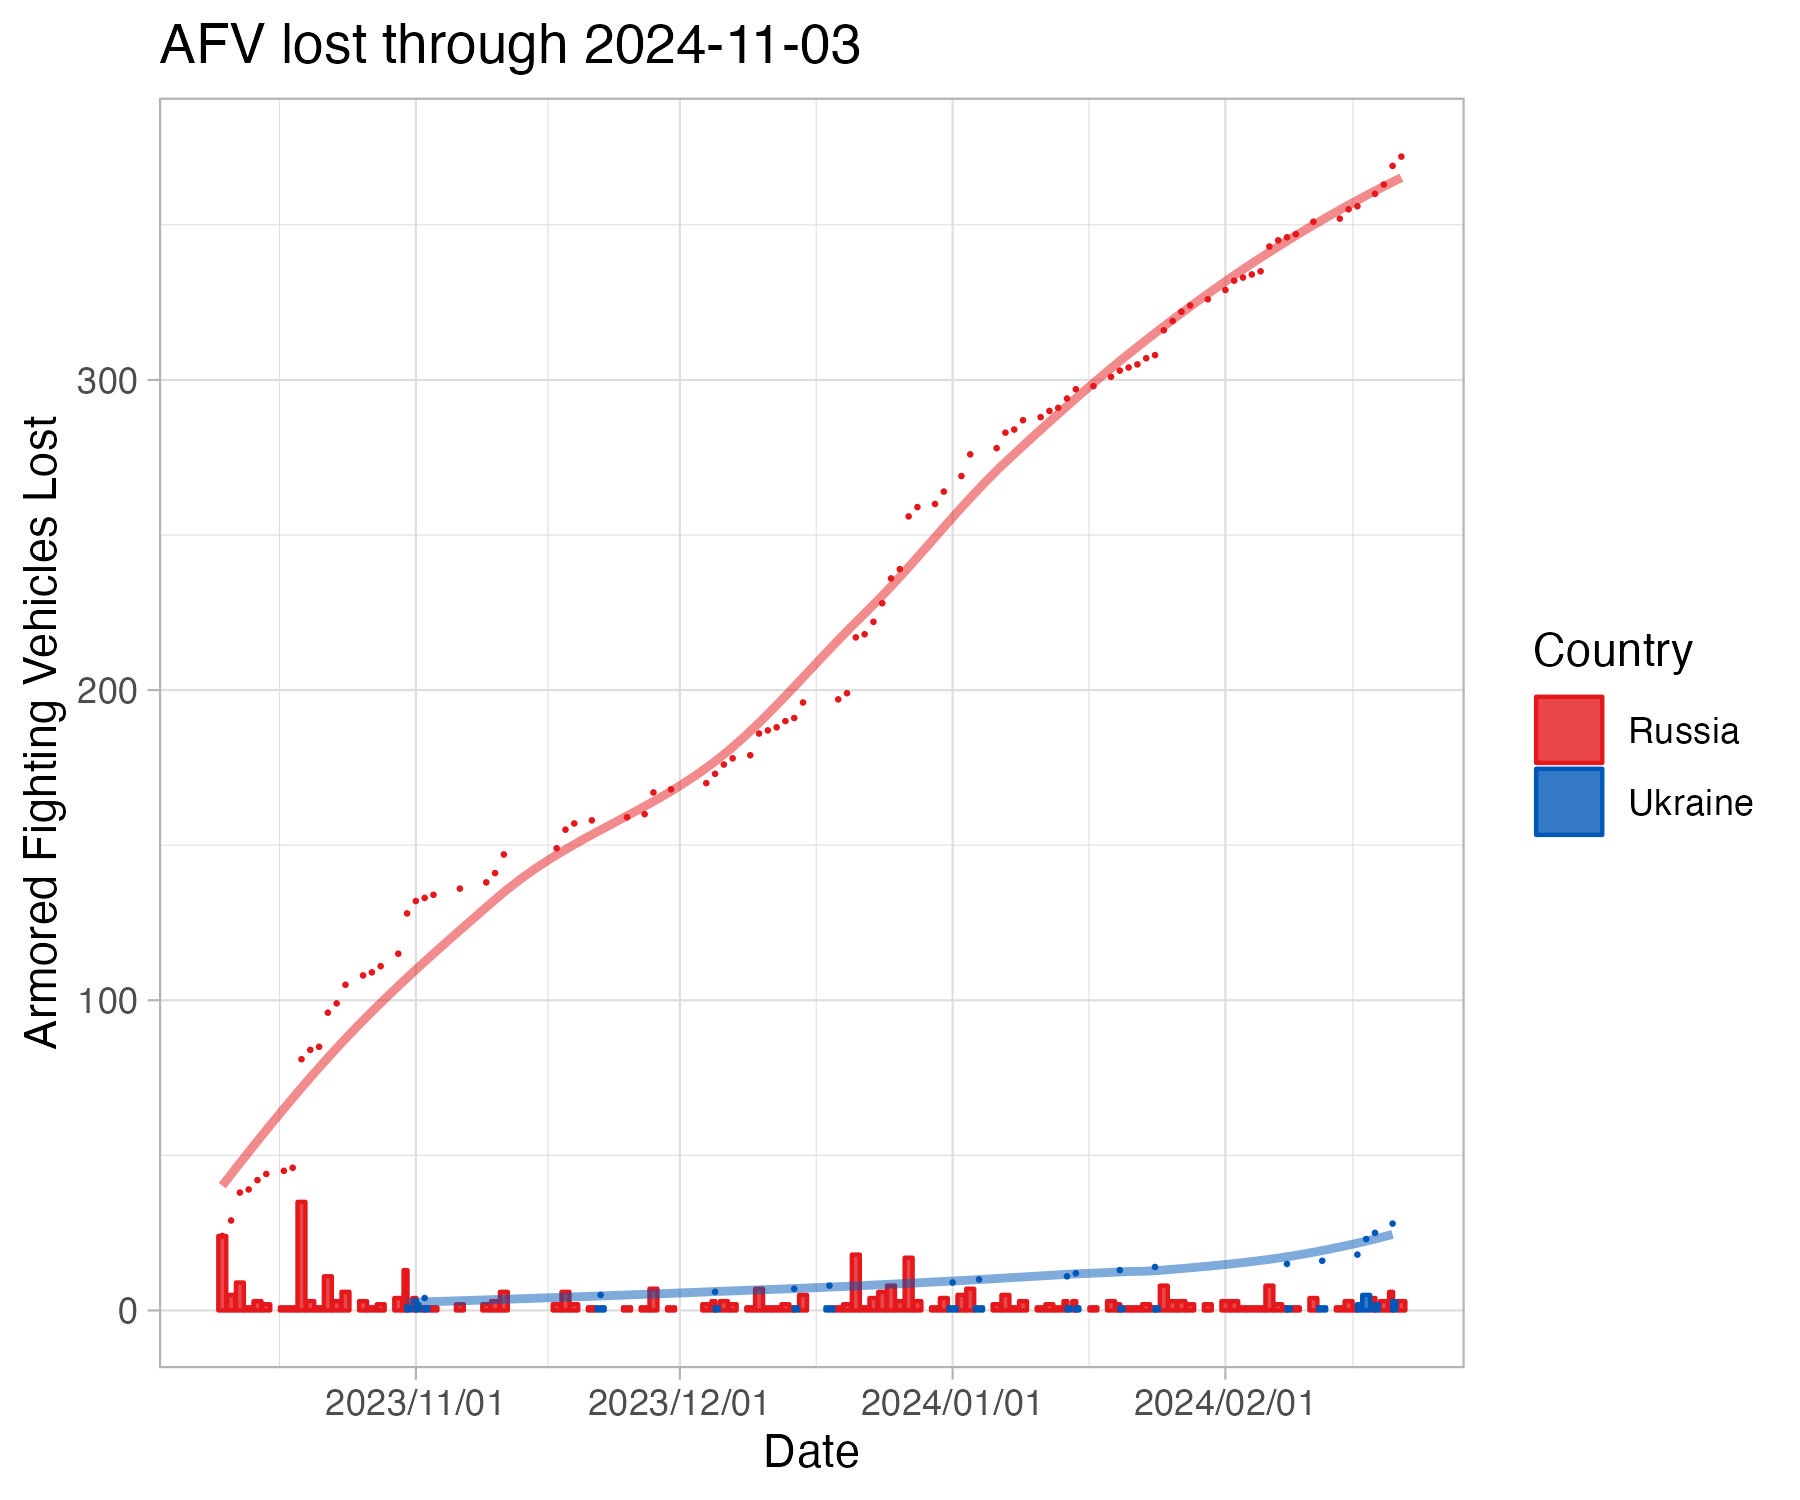 AFV lost through 2024-11-03
Armored Fighting Vehicles Lost
300
200
100
0
2023/11/01
2023/12/01
2024/01/01
2024/02/01
Date
Country
Russia
Ukraine